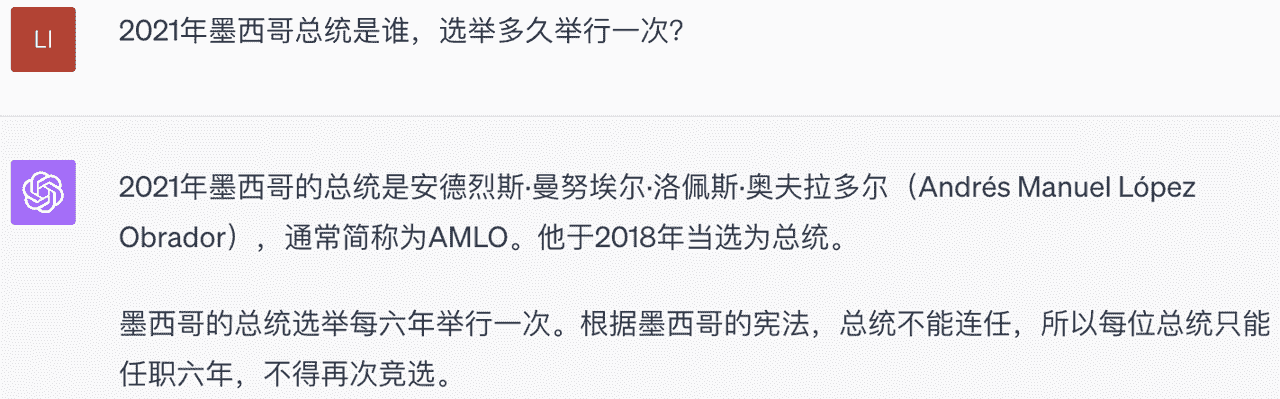 LI
2021年墨西哥总统是谁，选举多久举行一次？
2021年墨西哥的总统是安德烈斯·曼努埃尔·洛佩斯·奥夫拉多尔（Andrés Manuel López
Obrador），通常简称为AMLO。他于2018年当选为总统。
墨西哥的总统选举每六年举行一次。根据墨西哥的宪法，总统不能连任，所以每位总统只能
任职六年，不得再次竞选。